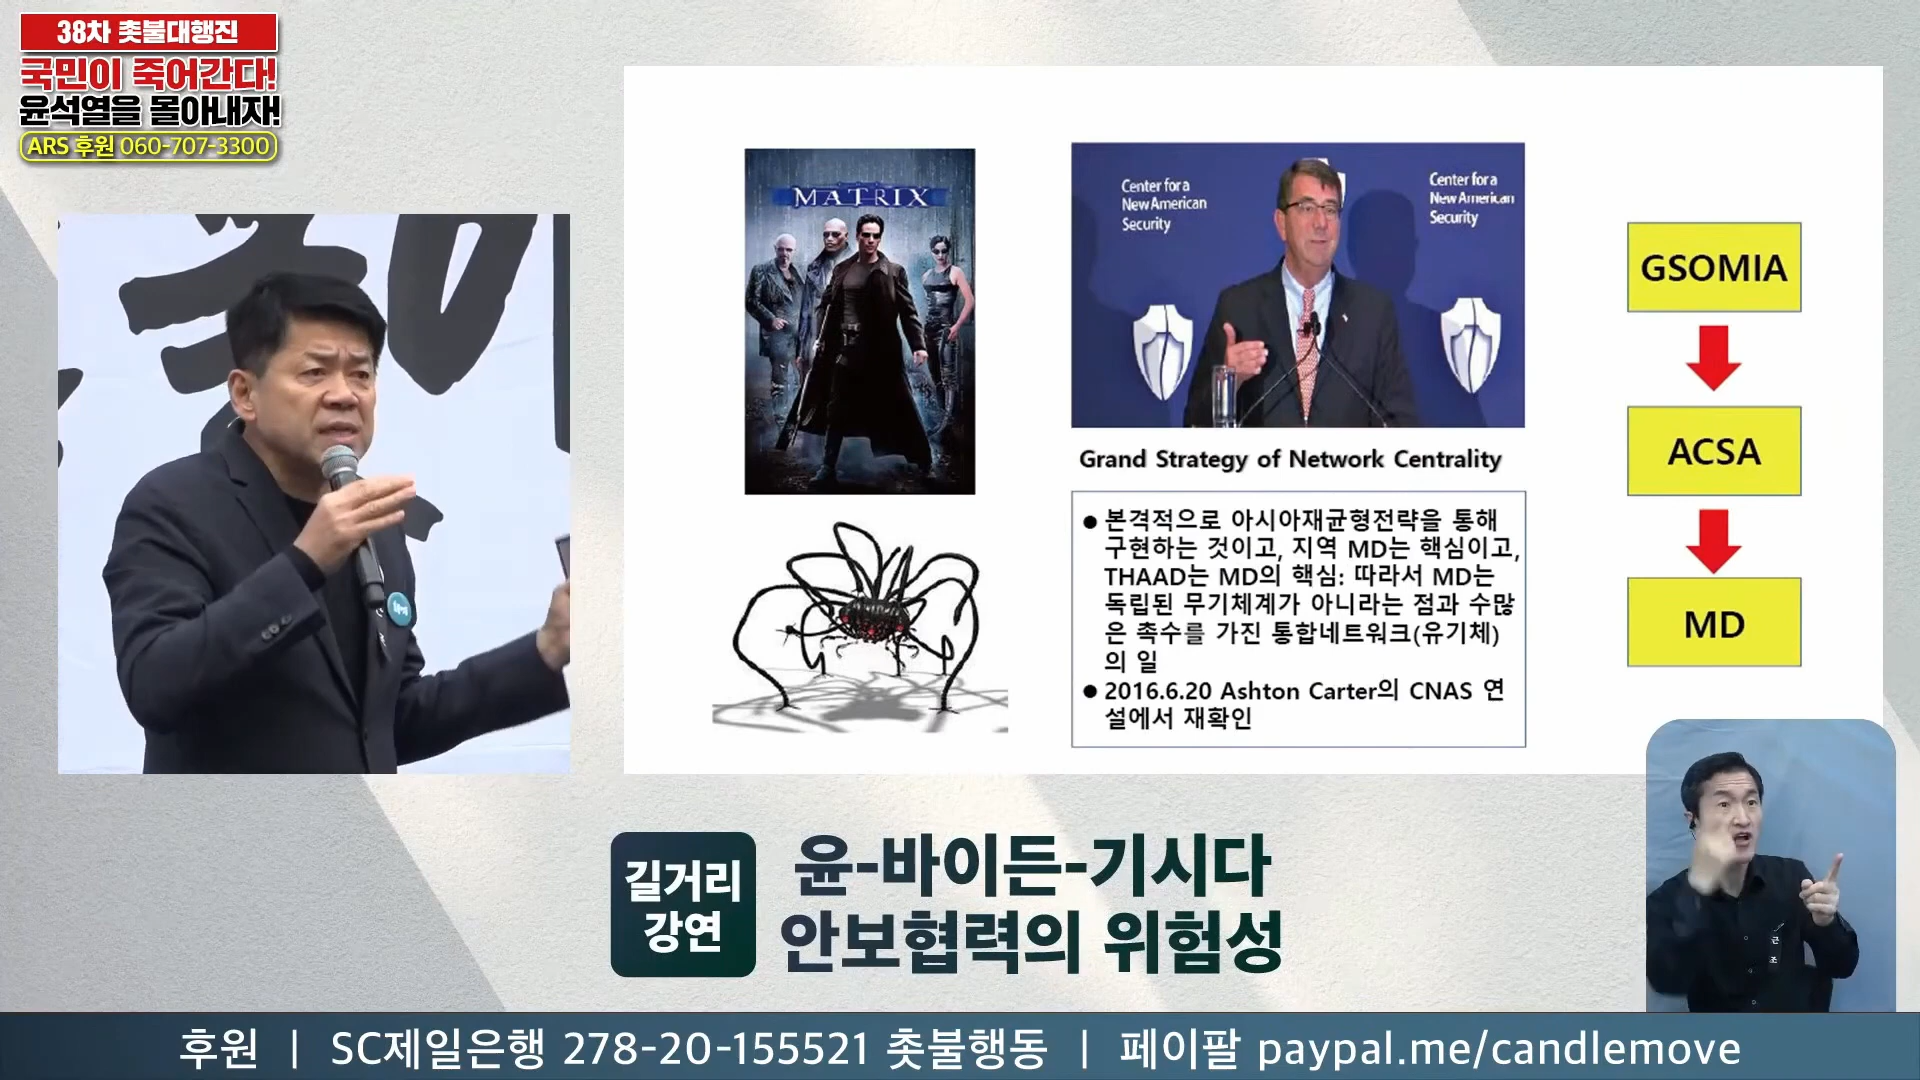 38차 촛불대행진
국민이 죽어간다!
윤석열을 몰아내자!
ARS 후원 060-707-3300
MATRIX
Center for a
New American
Security
Center for a
New American
Security
Grand Strategy of Network Centrality
● 본격적으로 아시아재균형전략을 통해
구현하는 것이고, 지역 MD는 핵심이고,
THAAD는 MD의 핵심: 따라서 MD는
독립된 무기체계가 아니라는 점과 수많
은 촉수를 가진 통합네트워크(유기체)
의 일
● 2016.6.20 Ashton Carter의 CNAS 연
설에서 재확인
GSOMIA
ACSA
MD
길거리
강연
윤-바이든-기시다
안보협력의 위험성
근
조
후원 | SC제일은행 278-20-155521 촛불행동 | 페이팔 paypal.me/candlemove